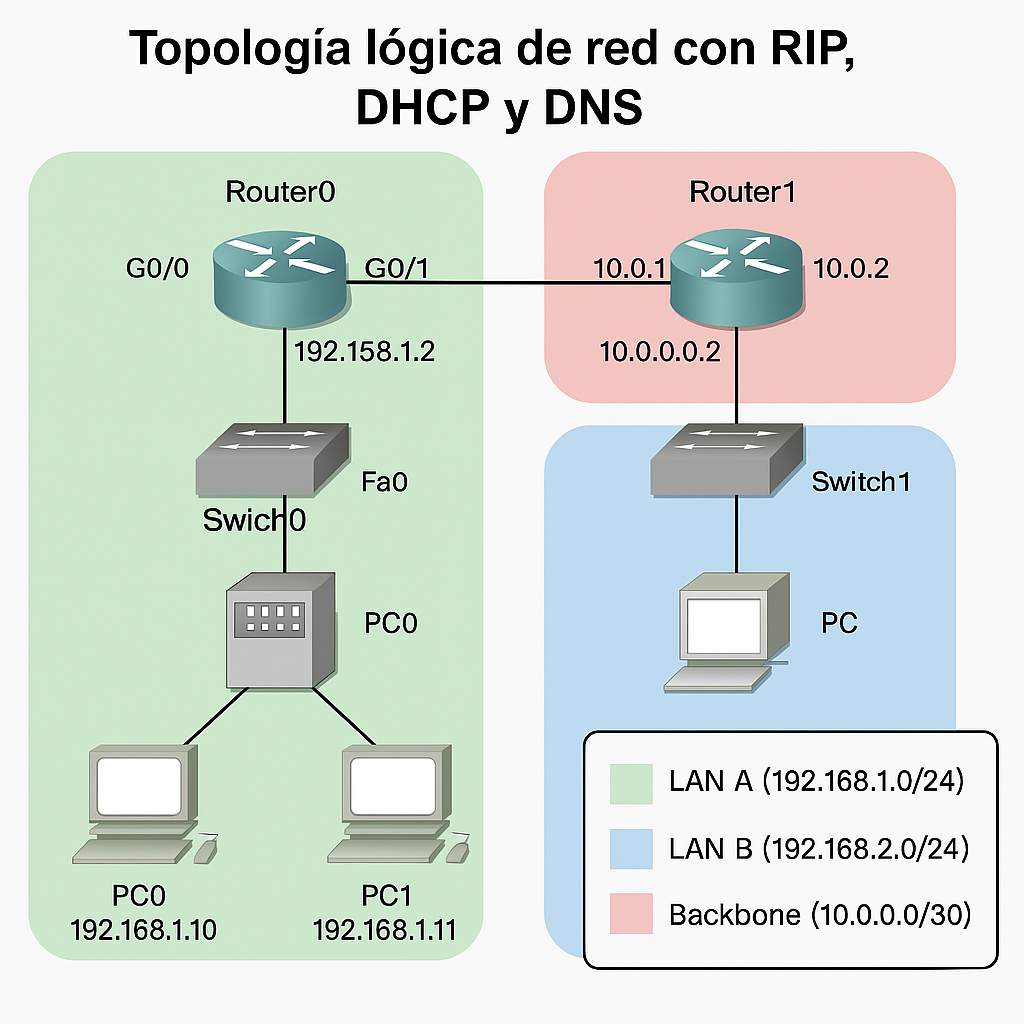 Topología lógica de red con RIP,
DHCP y DNS
Router0
Router1
G0/0
G0/1
10.0.1
10.0.2
192.158.1.2
10.0.0.0.2
Fa0
Switch1
Swich0
PC0
PC
PC0
192.168.1.10
PC1
192.168.1.11
LAN A (192.168.1.0/24)
LAN B (192.168.2.0/24)
Backbone (10.0.0.0/30)